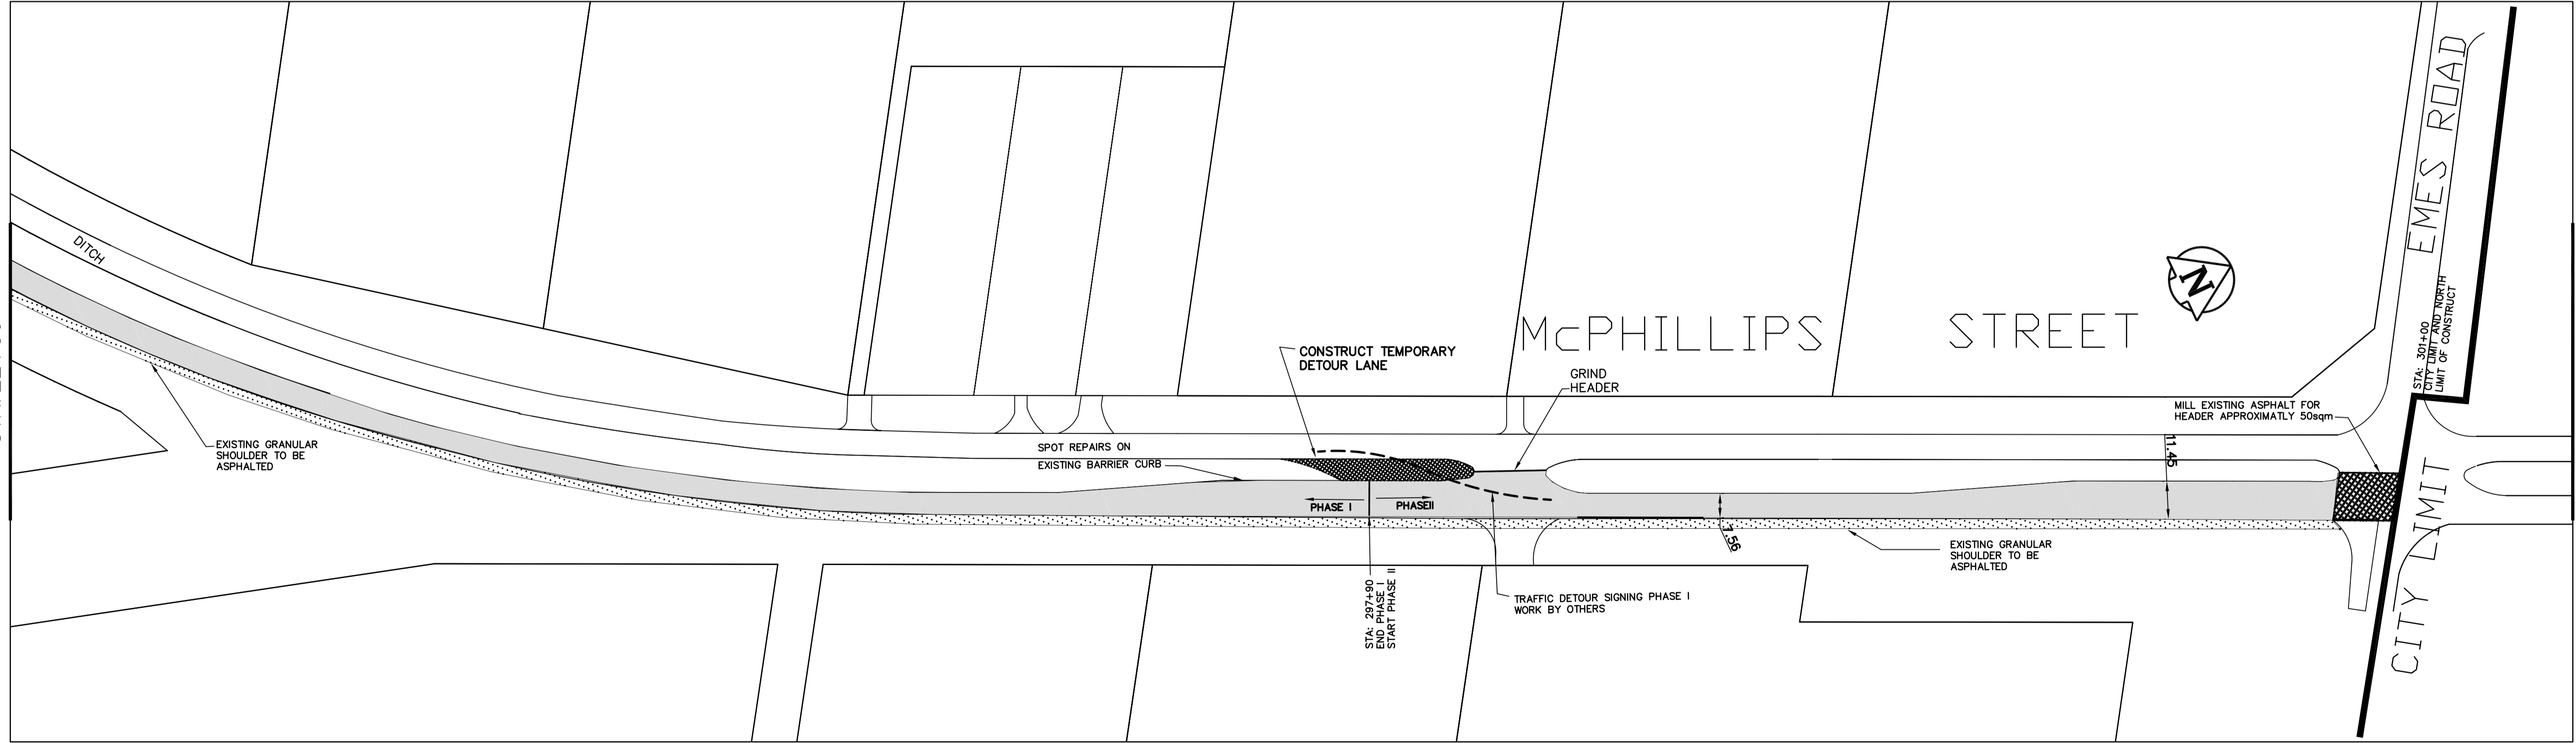 DITCH
EXISTING GRANULAR
SHOULDER TO BE
ASPHALTED
SPOT REPAIRS ON
EXISTING BARRIER CURB
CONSTRUCT TEMPORARY
DETOUR LANE
GRIND
HEADER
McPHILLIPS STREET
N
EMES ROAD
STA: 301+00
CITY LIMIT AND NORTH
LIMIT OF CONSTRUCT
MILL EXISTING ASPHALT FOR
HEADER APPROXIMATLY 50sqm
11.45
7.56
PHASE I
PHASEII
STA: 297+90
END PHASE I
START PHASE II
TRAFFIC DETOUR SIGNING PHASE I
WORK BY OTHERS
EXISTING GRANULAR
SHOULDER TO BE
ASPHALTED
CITY LIMIT